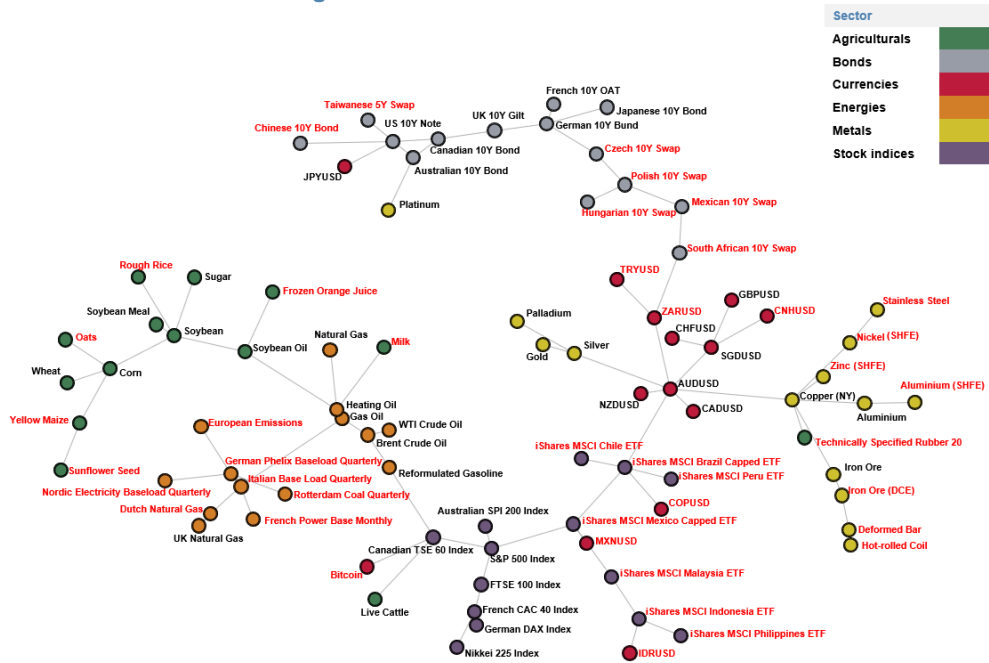 Sector
Agriculturals
Bonds
Currencies
Energies
Metals
Stock indices
French 10Y OAT
Taiwanese 5Y Swap
Japanese 10Y Bond
UK 10Y Gilt
US 10Y Note
German 10Y Bund
Chinese 10Y Bond
Canadian 10Y Bond
Czech 10Y Swap
Australian 10Y Bond
JPYUSD
Polish 10Y Swap
Platinum
Hungarian 10Y Swap
Mexican 10Y Swap
South African 10Y Swap
Rough Rice
Sugar
TRYUSD
Frozen Orange Juice
GBPUSD
Stainless Steel
Soybean Meal
Palladium
ZARUSD
CNHUSD
Oats
Soybean
Natural Gas
Milk
CHFUSD
Nickel (SHFE)
Soybean Oil
Silver
Gold
SGDUSD
Zinc (SHFE)
Wheat
Corn
AUDUSD
Aluminium (SHFE)
Copper (NY)
Heating Oil
NZDUSD
CADUSD
Aluminium
Yellow Maize
European Emissions
Gas Oil
WTI Crude Oil
Brent Crude Oil
Technically Specified Rubber 20
iShares MSCI Chile ETF
German Phelix Baseload Quarterly
iShares MSCI Brazil Capped ETF
Iron Ore
Sunflower Seed
Italian Base Load Quarterly
Reformulated Gasoline
iShares MSCI Peru ETF
Nordic Electricity Baseload Quarterly
Rotterdam Coal Quarterly
Iron Ore (DCE)
COPUSD
Dutch Natural Gas
French Power Base Monthly
Australian SPI 200 Index
iShares MSCI Mexico Capped ETF
UK Natural Gas
Deformed Bar
Canadian TSE 60 Index
MXNUSD
Hot-rolled Coil
S&P 500 Index
Bitcoin
iShares MSCI Malaysia ETF
FTSE 100 Index
Live Cattle
French CAC 40 Index
iShares MSCI Indonesia ETF
German DAX Index
iShares MSCI Philippines ETF
Nikkei 225 Index
IDRUSD